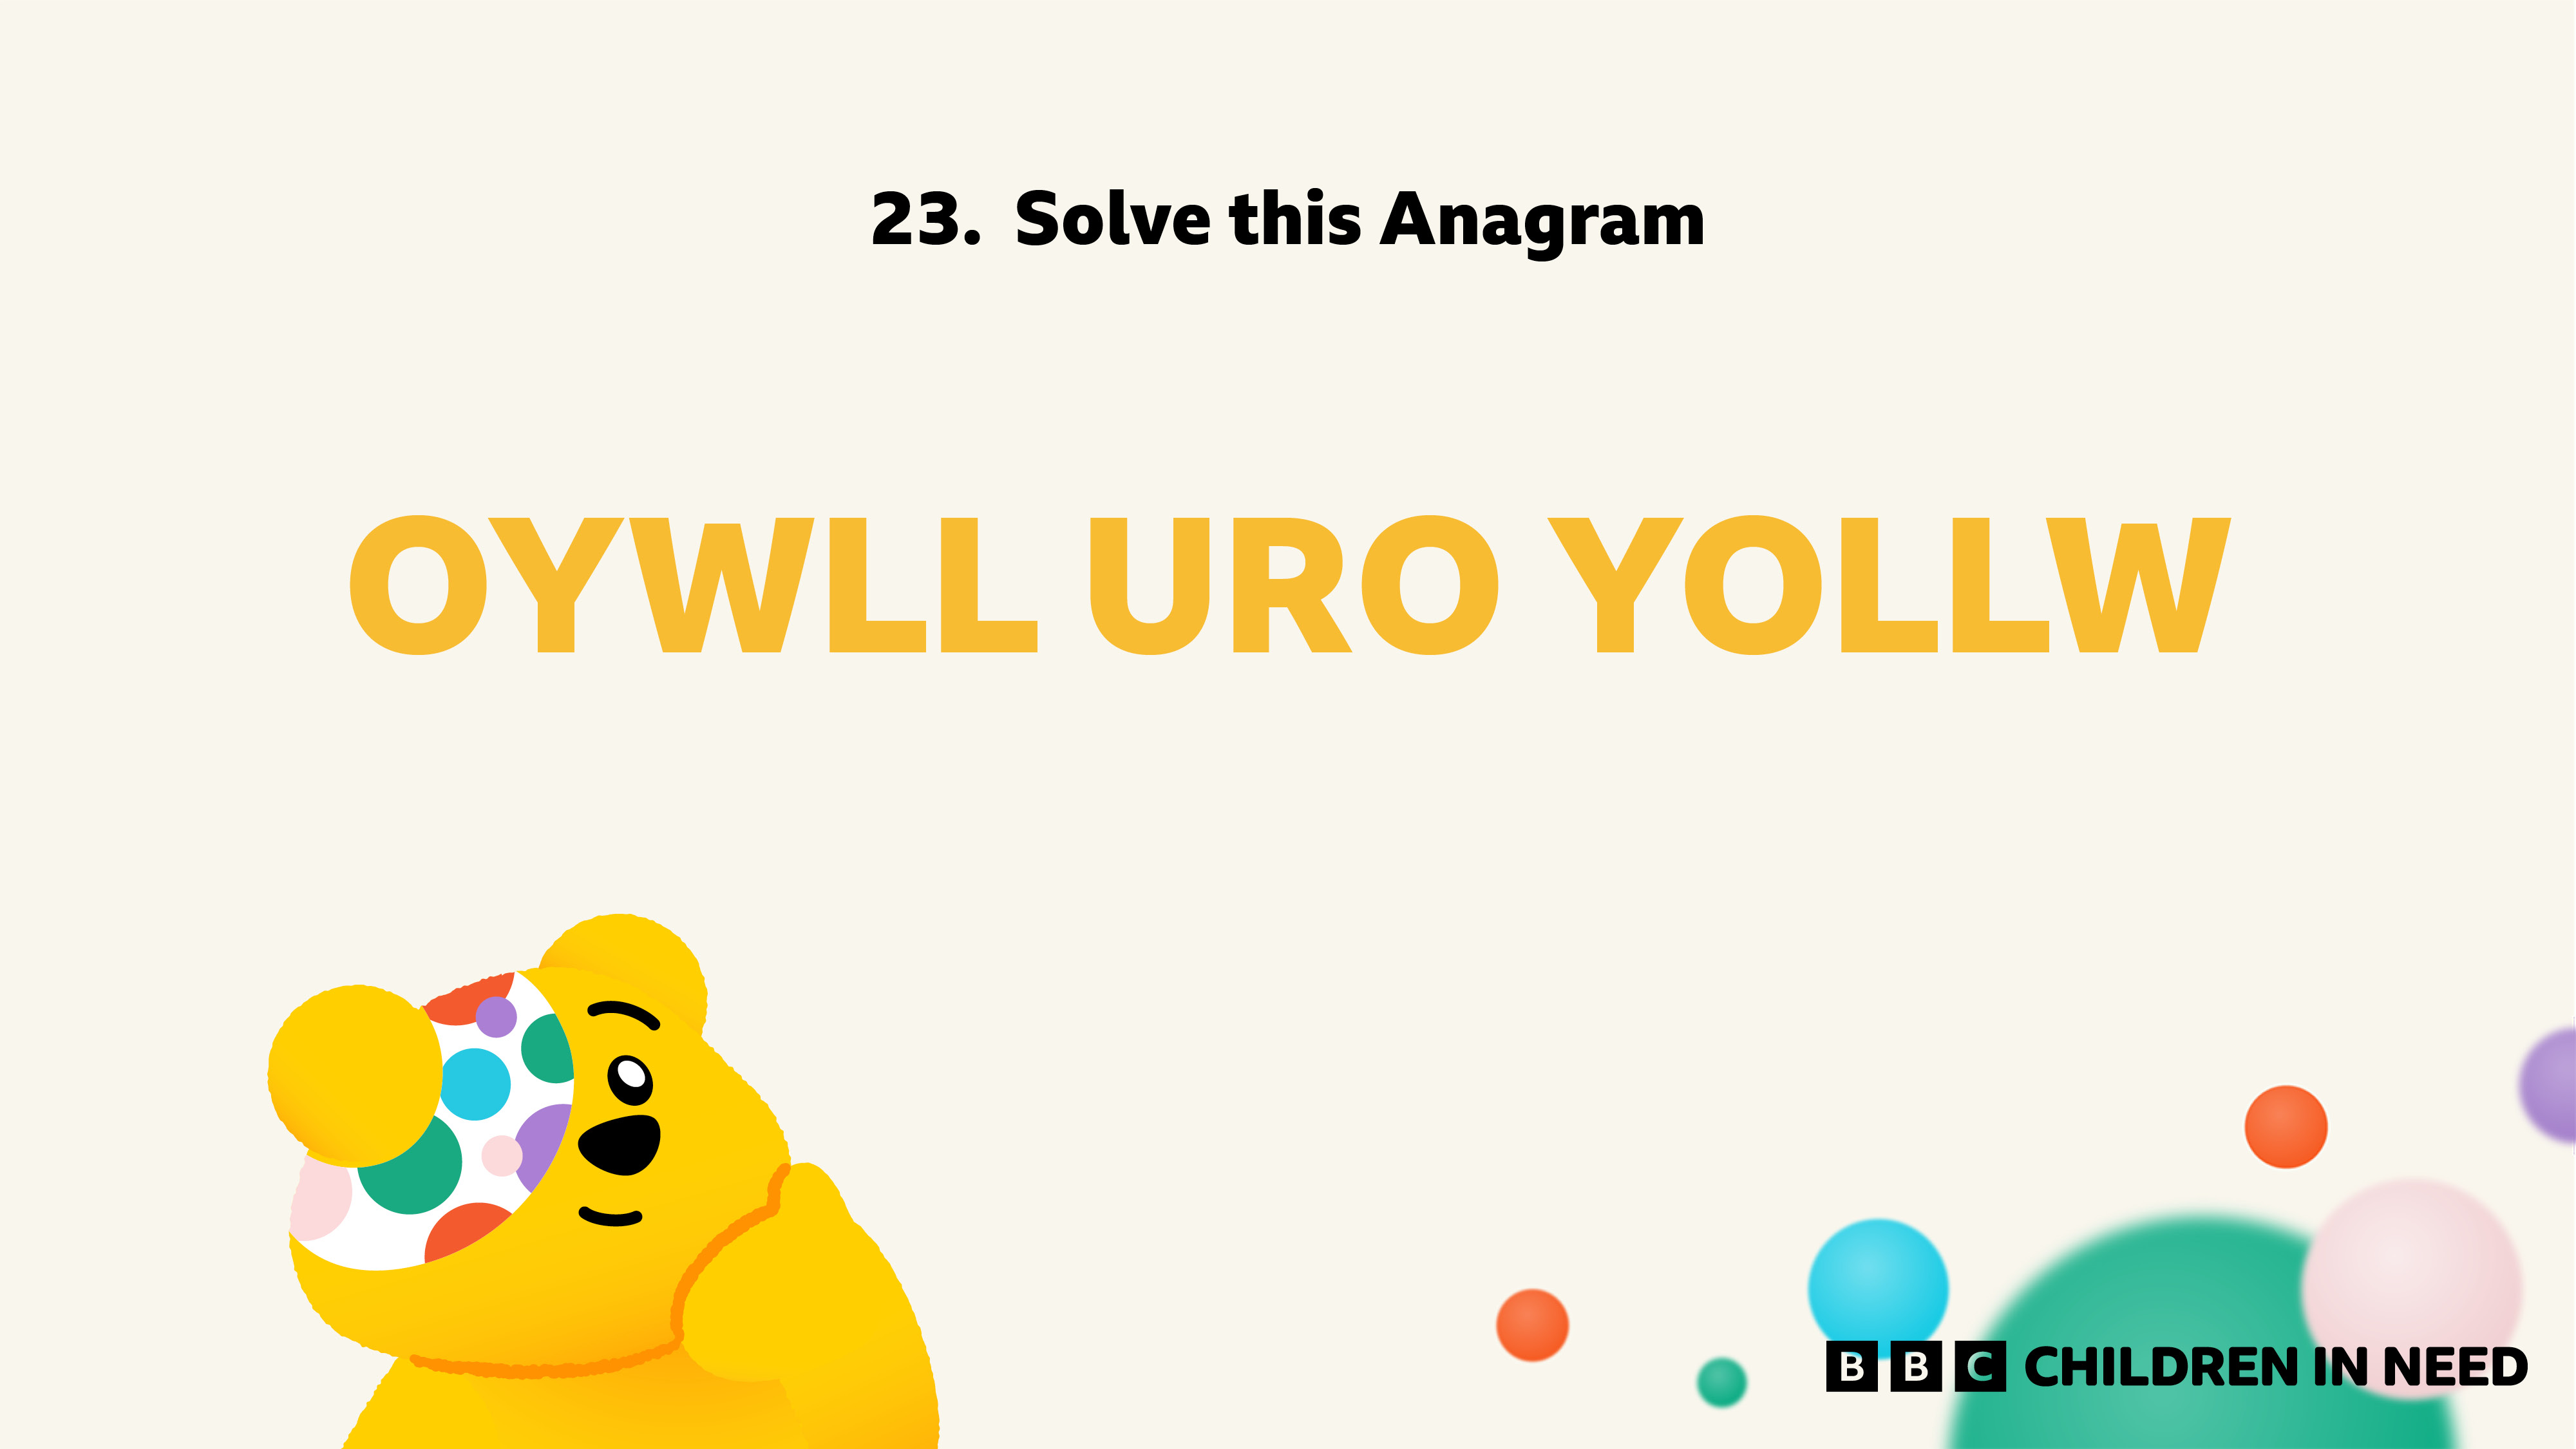 23. Solve this Anagram
OYWLL URO YOLLW
BBC CHILDREN IN NEED